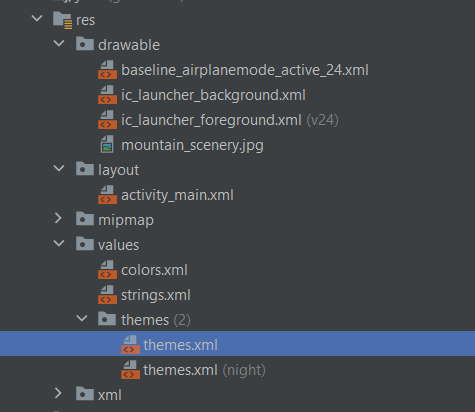 res
drawable
baseline_airplanemode_active_24.xml
ic_launcher_background.xml
ic_launcher_foreground.xml (v24)
mountain_scenery.jpg
layout
activity_main.xml
mipmap
values
colors.xml
strings.xml
themes (2)
themes.xml
themes.xml (night)
xml